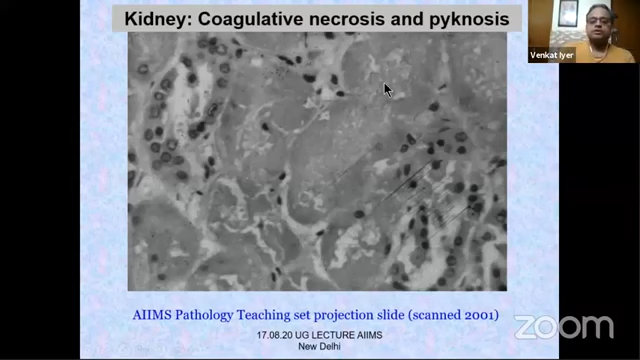 Kidney: Coagulative necrosis and pyknosis
Venkat Iyer
AIIMS Pathology Teaching set projection slide (scanned 2001)
17.08.20 UG LECTURE AIIMS
New Delhi
zoom